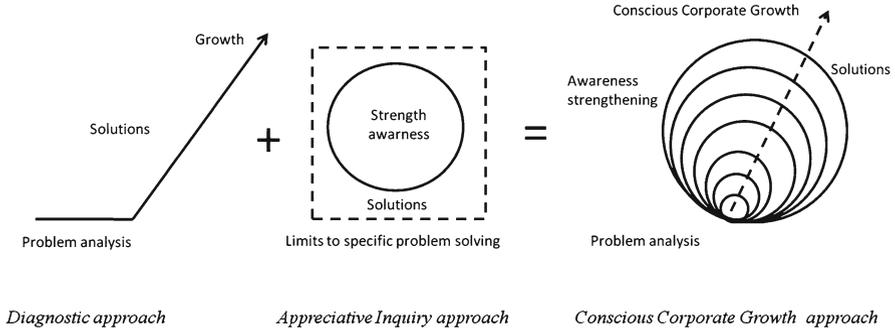 Growth
Solutions
Problem analysis
+
Strength
awarness
Solutions
Limits to specific problem solving
=
Conscious Corporate Growth
Solutions
Awareness
strengthening
Problem analysis
Diagnostic approach
Appreciative Inquiry approach
Conscious Corporate Growth approach